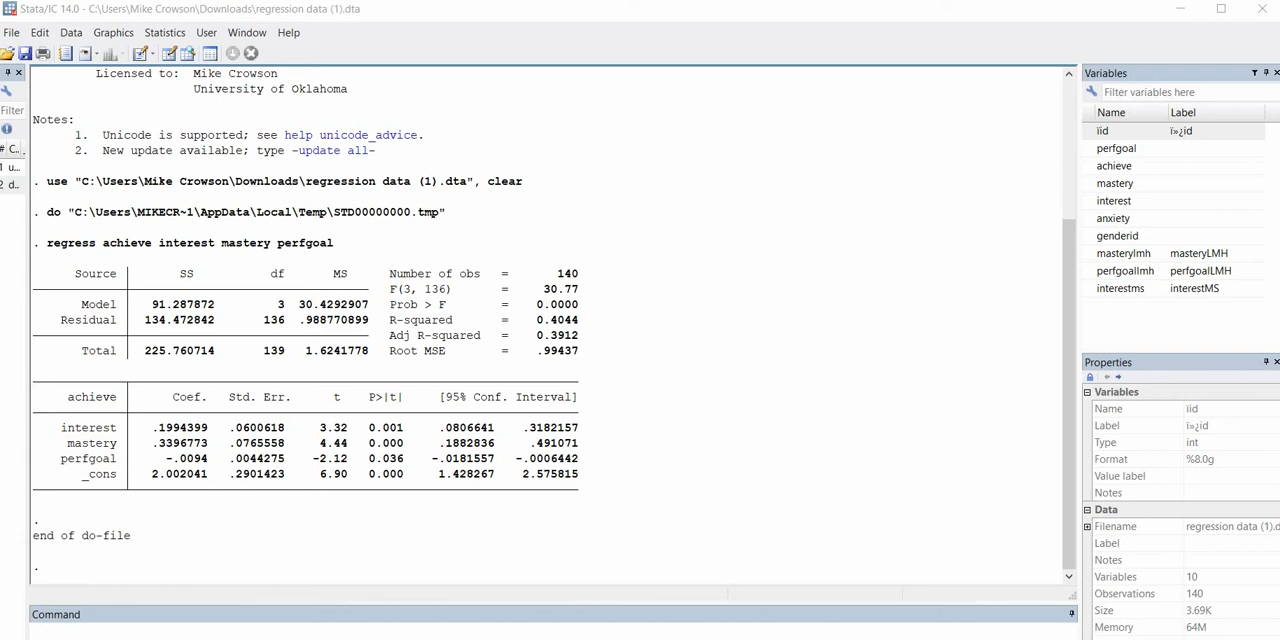 Stata/IC 14.0 - C:\Users\Mike Crowson\Downloads\regression data (1).dta
File Edit Data Graphics Statistics User Window Help
Licensed to: Mike Crowson
University of Oklahoma
Notes:
1. Unicode is supported; see help unicode_advice.
2. New update available; type -update all-
. use "C:\Users\Mike Crowson\Downloads\regression data (1).dta", clear
. do "C:\Users\MIKECR~1\AppData\Local\Temp\STD00000000.tmp"
. regress achieve interest mastery perfgoal
Source SS df MS Number of obs = 140
F(3, 136) = 30.77
Model 91.287872 3 30.4292907 Prob > F = 0.0000
Residual 134.472842 136 .988770899 R-squared = 0.4044
Adj R-squared = 0.3912
Total 225.760714 139 1.6241778 Root MSE = .99437
achieve Coef. Std. Err. t P>|t| [95% Conf. Interval]
interest .1994399 .0600618 3.32 0.001 .0806641 .3182157
mastery .3396773 .0765558 4.44 0.000 .1882836 .491071
perfgoal -.0094 .0044275 -2.12 0.036 -.0181557 -.0006442
_cons 2.002041 .2901423 6.90 0.000 1.428267 2.575815
.
end of do-file
.
Command
Filter
# C..
1 u...
2 d..
Variables
Filter variables here
Name Label
ïid ï»¿id
perfgoal
achieve
mastery
interest
anxiety
genderid
masterylmh masteryLMH
perfgoallmh perfgoalLMH
interestms interestMS
Properties
Variables
Name ïid
Label ï»¿id
Type int
Format %8.0g
Value label
Notes
Data
Filename regression data (1).d
Label
Notes
Variables 10
Observations 140
Size 3.69K
Memory 64M